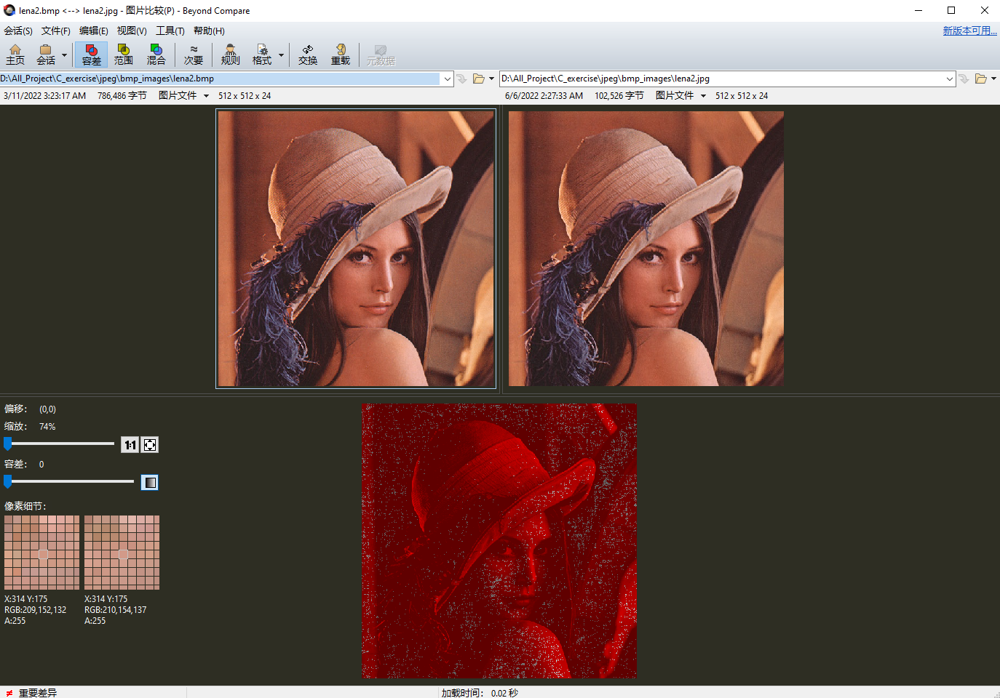 lena2.bmp <--> lena2.jpg - 图片比较(P) - Beyond Compare
会话(S) 文件(F) 编辑(E) 视图(V) 工具(T) 帮助(H) 新版本可用...
主页 会话 容差 范围 混合 次要 规则 格式 交换 重载 元数据
D:\All_Project\C_exercise\jpeg\bmp_images\lena2.bmp D:\All_Project\C_exercise\jpeg\bmp_images\lena2.jpg
3/11/2022 3:23:17 AM 786,486 字节 图片文件 512 x 512 x 24 6/6/2022 2:27:33 AM 102,526 字节 图片文件 512 x 512 x 24
偏移: (0,0)
缩放: 74%
1:1
容差: 0
像素细节:
X:314 Y:175 X:314 Y:175
RGB:209,152,132 RGB:210,154,137
A:255 A:255
≠ 重要差异 加载时间: 0.02 秒